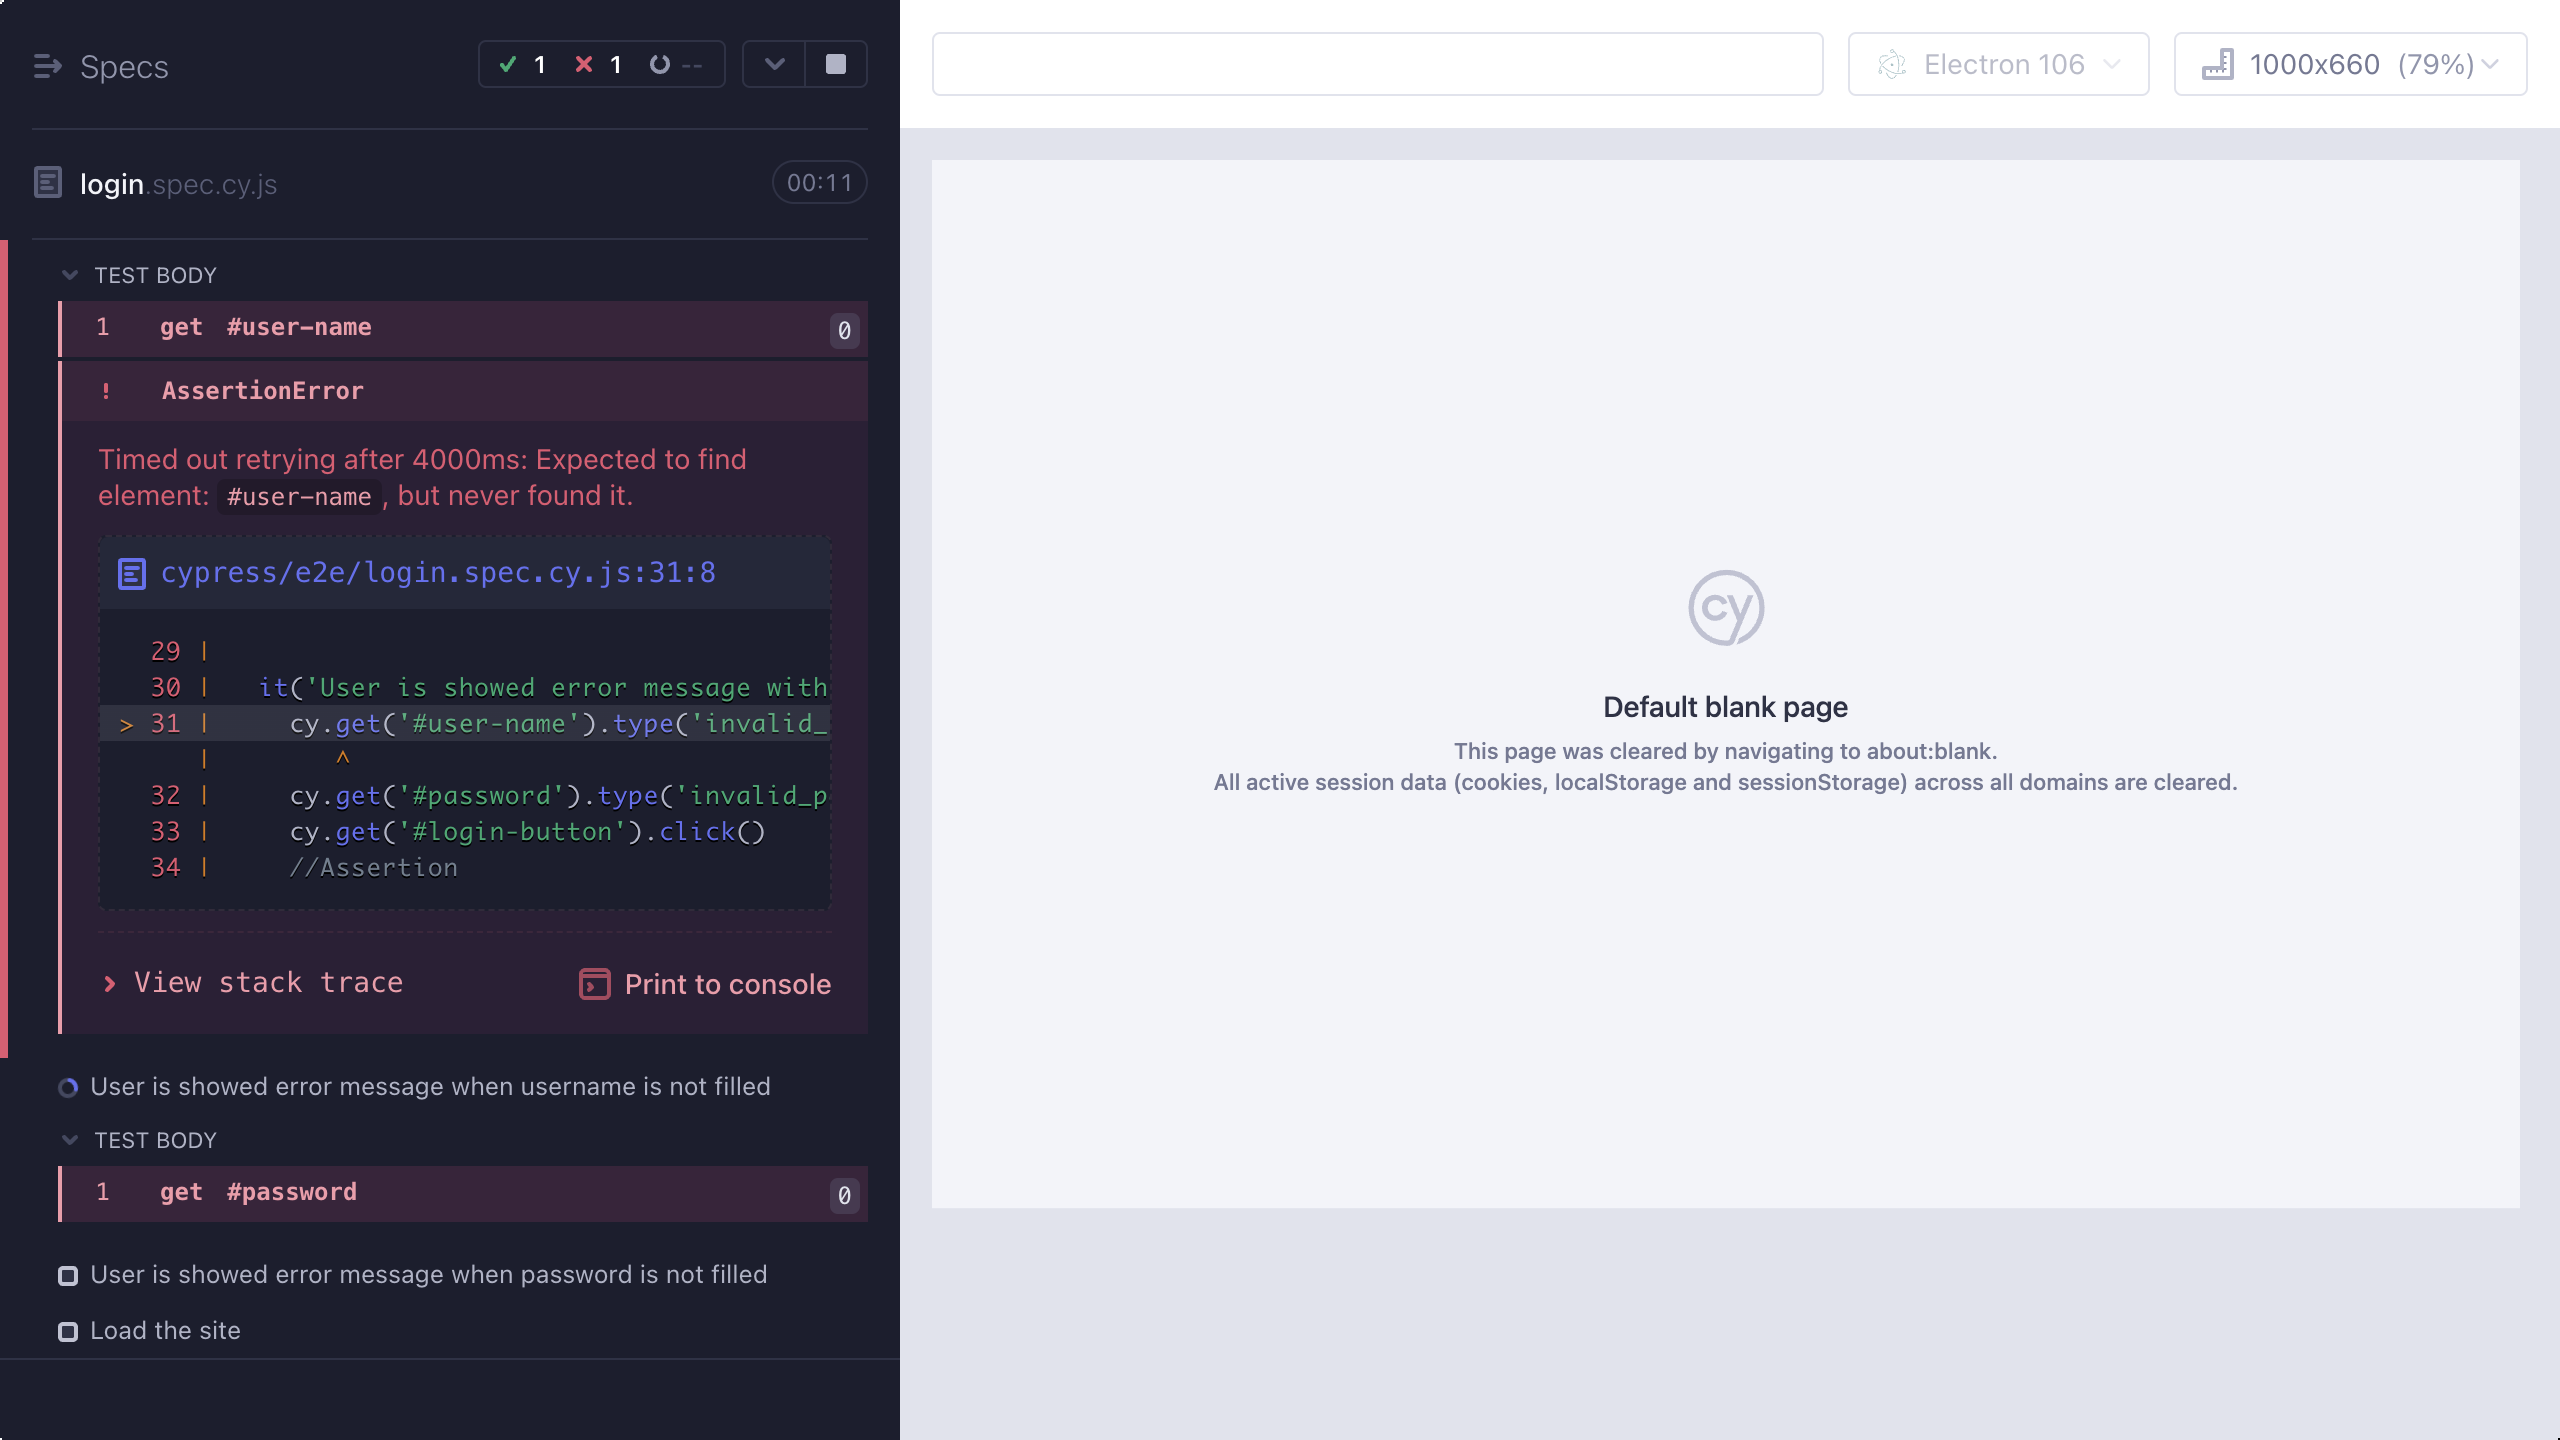 Specs
1 1 --
login.spec.cy.js
00:11
TEST BODY
1 get #user-name 0
! AssertionError
Timed out retrying after 4000ms: Expected to find
element: #user-name, but never found it.
cypress/e2e/login.spec.cy.js:31:8
29 |
30 | it('User is showed error message with
> 31 | cy.get('#user-name').type('invalid_
| ^
32 | cy.get('#password').type('invalid_p
33 | cy.get('#login-button').click()
34 | //Assertion
View stack trace
Print to console
User is showed error message when username is not filled
TEST BODY
1 get #password 0
User is showed error message when password is not filled
Load the site
Electron 106
1000x660 (79%)
cy
Default blank page
This page was cleared by navigating to about:blank.
All active session data (cookies, localStorage and sessionStorage) across all domains are cleared.